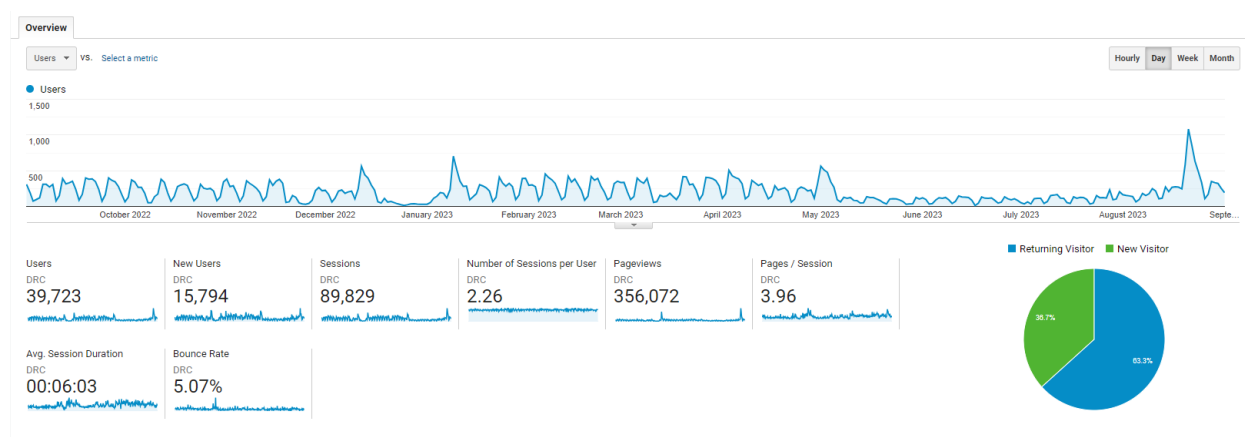 Overview
Users VS. Select a metric
Hourly Day Week Month
Users
1,500
1,000
500
October 2022 November 2022 December 2022 January 2023 February 2023 March 2023 April 2023 May 2023 June 2023 July 2023 August 2023 Septe...
Returning Visitor New Visitor
Users New Users Sessions Number of Sessions per User Pageviews Pages / Session
DRC DRC DRC DRC DRC DRC
39,723 15,794 89,829 2.26 356,072 3.96
36.7%
63.3%
Avg. Session Duration Bounce Rate
DRC DRC
00:06:03 5.07%